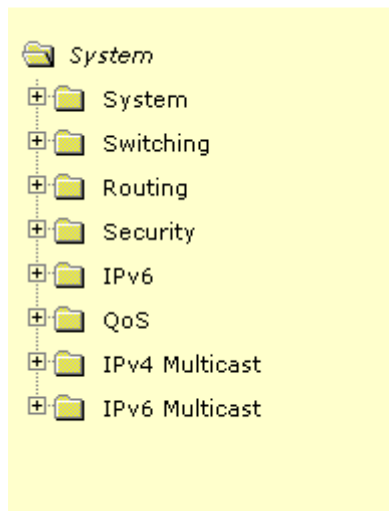 System
System
Switching
Routing
Security
IPv6
QoS
IPv4 Multicast
IPv6 Multicast